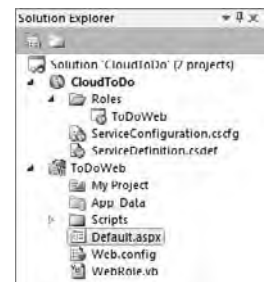 Solution Explorer
Solution 'CloudToDo' (2 projects)
CloudToDo
Roles
ToDoWeb
ServiceConfiguration.cscfg
ServiceDefinition.csdef
ToDoWeb
My Project
App_Data
Scripts
Default.aspx
Web.config
WebRole.vb